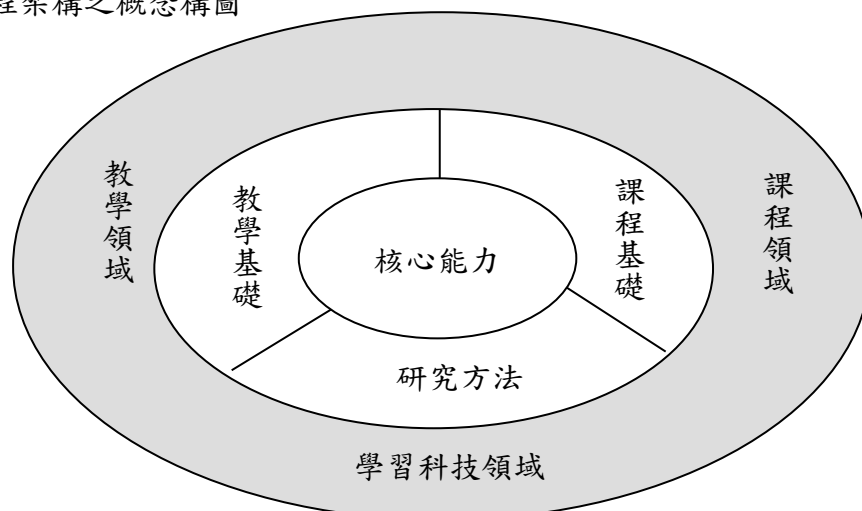 程架構之概念構圖
教學領域
教學基礎
核心能力
課程基礎
課程領域
研究方法
學習科技領域